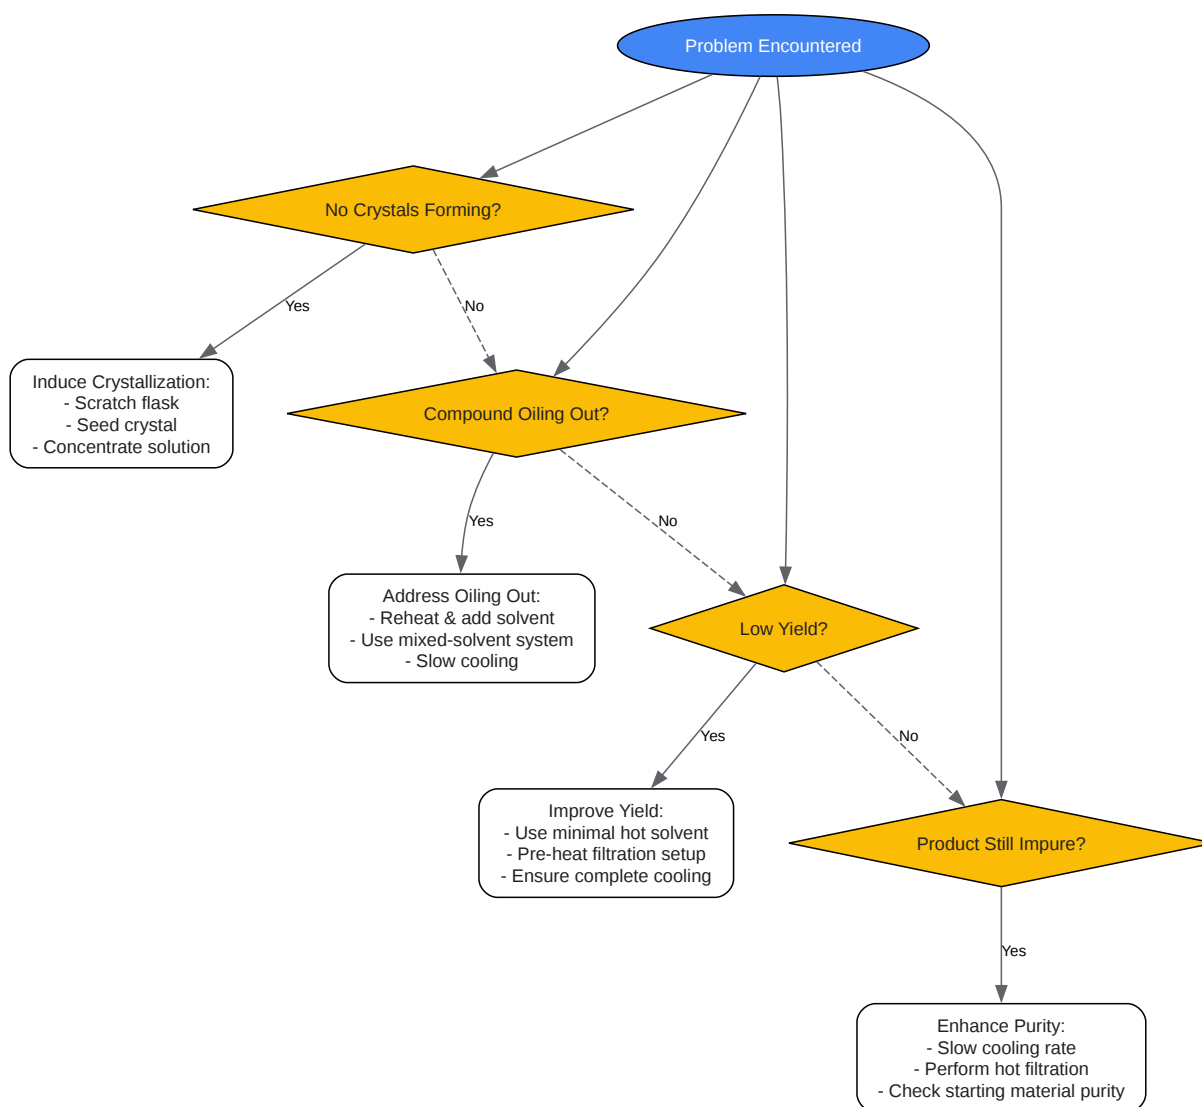 Problem Encountered
No Crystals Forming?
Yes
No
Induce Crystallization:
- Scratch flask
- Seed crystal
- Concentrate solution
Compound Oiling Out?
Yes
No
Address Oiling Out:
- Reheat & add solvent
- Use mixed-solvent system
- Slow cooling
Low Yield?
Yes
No
Improve Yield:
- Use minimal hot solvent
- Pre-heat filtration setup
- Ensure complete cooling
Product Still Impure?
Yes
Enhance Purity:
- Slow cooling rate
- Perform hot filtration
- Check starting material purity